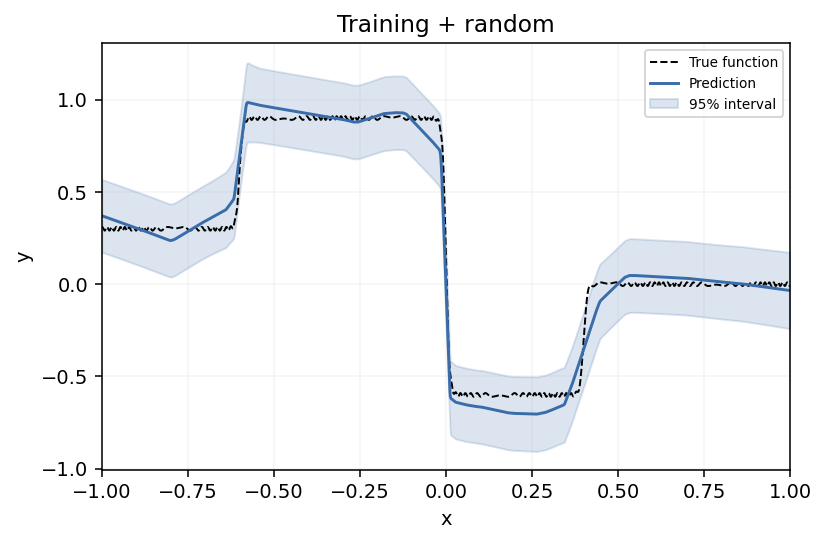 Training + random
True function
Prediction
95% interval
1.0
0.5
0.0
−0.5
−1.0
y
−1.00 −0.75 −0.50 −0.25 0.00 0.25 0.50 0.75 1.00
x